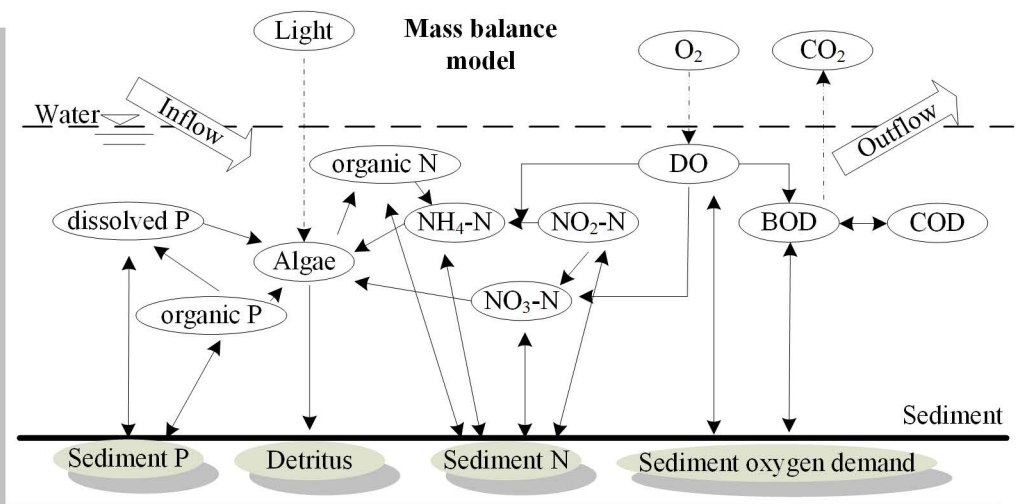 Light
Mass balance
model
O₂
CO₂
Water
Inflow
Outflow
organic N
DO
dissolved P
NH₄-N
NO₂-N
BOD
COD
Algae
organic P
NO₃-N
Sediment
Sediment P
Detritus
Sediment N
Sediment oxygen demand